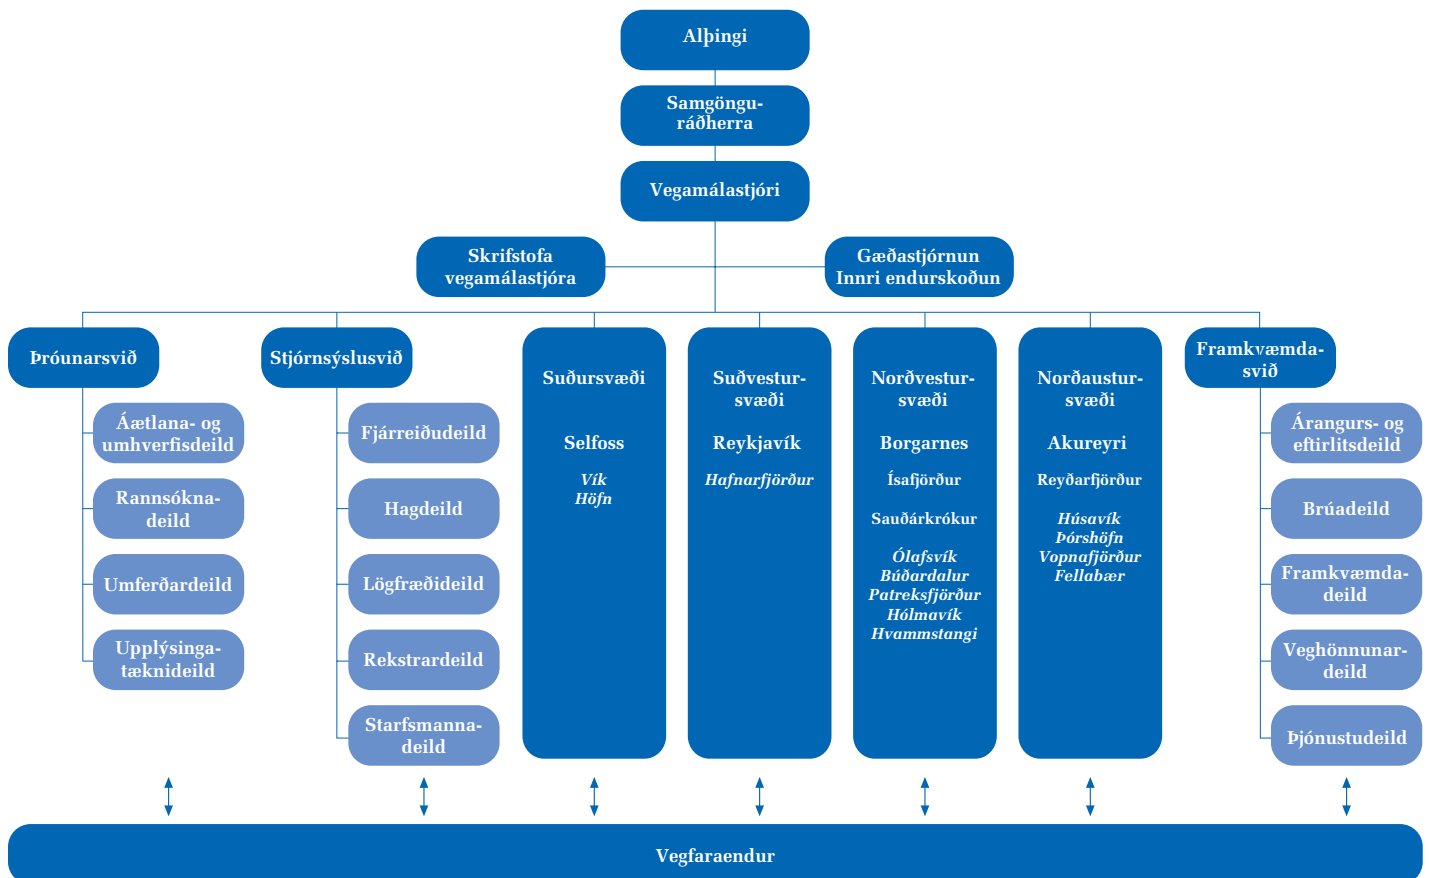 Alþingi
Samgöngu-
ráðherra
Vegamálastjóri
Skrifstofa
vegamálastjóra
Gæðastjórnun
Innri endurskoðun
Þróunarsvið
Áætlana- og
umhverfisdeild
Rannsókna-
deild
Umferðardeild
Upplýsinga-
tæknideild
Stjórnsýslusvið
Fjárreiðudeild
Hagdeild
Lögfræðideild
Rekstrardeild
Starfsmanna-
deild
Suðursvæði
Selfoss
Vík
Höfn
Suðvestur-
svæði
Reykjavík
Hafnarfjörður
Norðvestur-
svæði
Borgarnes
Ísafjörður
Sauðárkrókur
Ólafsvík
Búðardalur
Patreksfjörður
Hólmavík
Hvammstangi
Norðaustur-
svæði
Akureyri
Reyðarfjörður
Húsavík
Þórshöfn
Vopnafjörður
Fellabær
Framkvæmda-
svið
Árangurs- og
eftirlitsdeild
Brúadeild
Framkvæmda-
deild
Veghönnunar-
deild
Þjónustudeild
Vegfaraendur